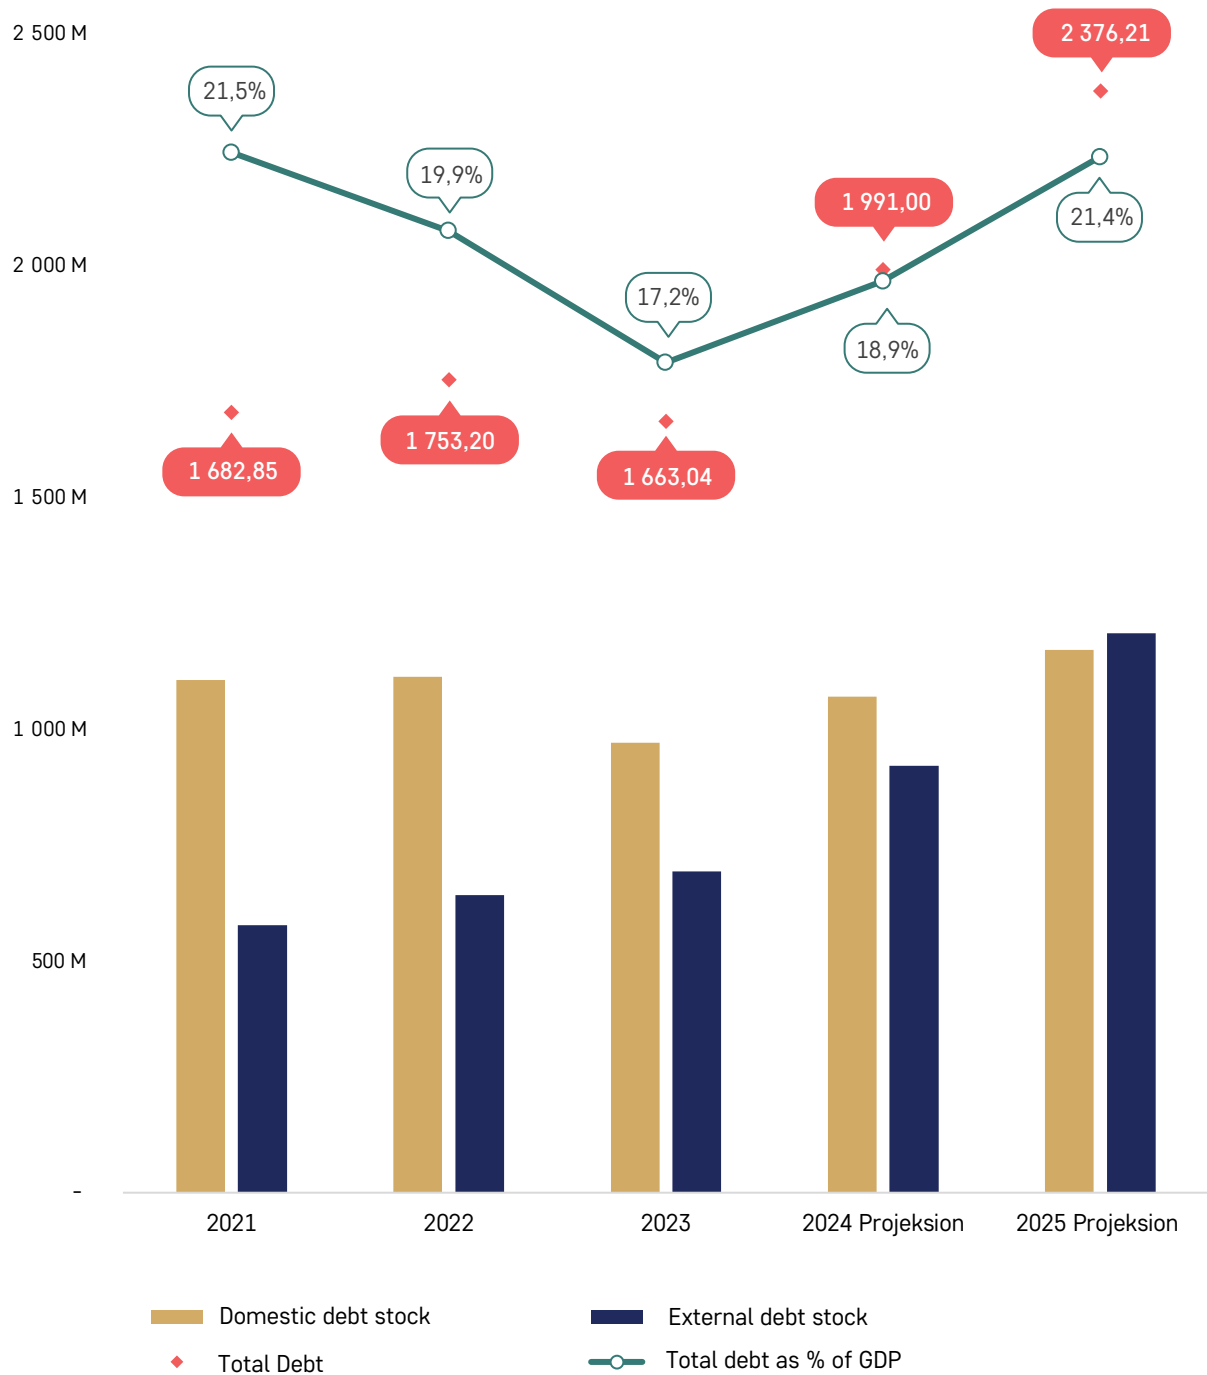 2 500 M
2 376,21
21,5%
19,9%
1 991,00
21,4%
2 000 M
17,2%
18,9%
1 753,20
1 682,85
1 663,04
1 500 M
1 000 M
500 M
-
2021
2022
2023
2024 Projeksion
2025 Projeksion
Domestic debt stock
External debt stock
Total Debt
Total debt as % of GDP